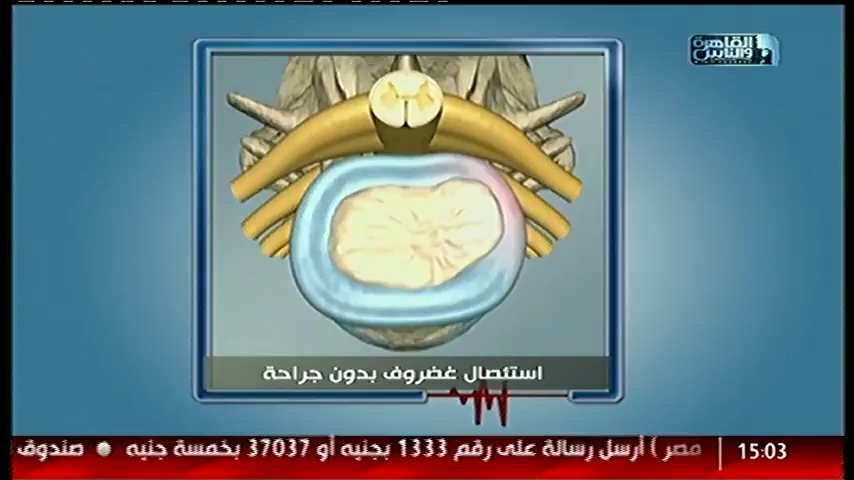 القاهرة
والناس
استئصال غضروف بدون جراحة
15:03
مصر ) أرسل رسالة على رقم 1333 بجنيه أو 37037 بخمسة جنيه ● صندوق